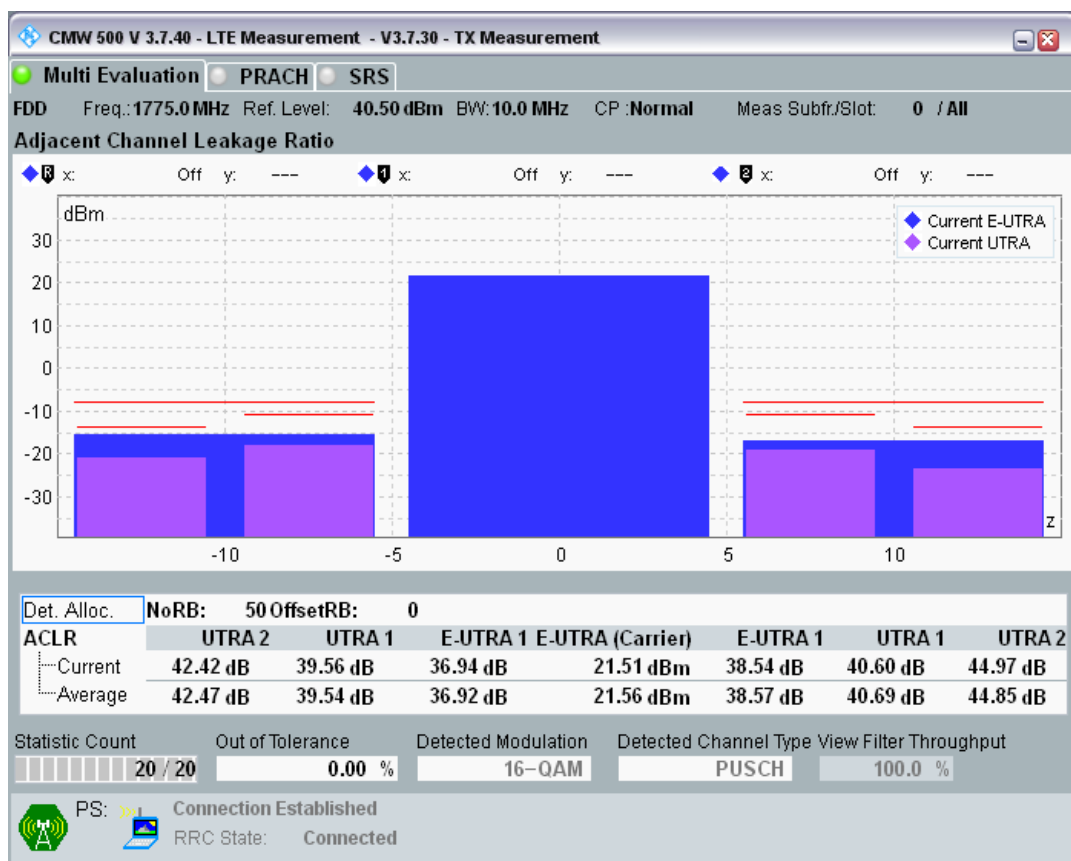 CMW 500 V 3.7.40 - LTE Measurement - V3.7.30 - TX Measurement
Multi Evaluation PRACH SRS
FDD Freq.: 1775.0 MHz Ref. Level: 40.50 dBm BW: 10.0 MHz CP :Normal Meas Subfr./Slot: 0 / All
Adjacent Channel Leakage Ratio
R x: Off y: --- 1 x: Off y: --- 2 x: Off y: ---
dBm
Current E-UTRA
Current UTRA
30
20
10
0
-10
-20
-30
z
-10 -5 0 5 10
Det. Alloc. NoRB: 50 OffsetRB: 0
ACLR UTRA 2 UTRA 1 E-UTRA 1 E-UTRA (Carrier) E-UTRA 1 UTRA 1 UTRA 2
Current 42.42 dB 39.56 dB 36.94 dB 21.51 dBm 38.54 dB 40.60 dB 44.97 dB
Average 42.47 dB 39.54 dB 36.92 dB 21.56 dBm 38.57 dB 40.69 dB 44.85 dB
Statistic Count Out of Tolerance Detected Modulation Detected Channel Type View Filter Throughput
20 / 20 0.00 % 16-QAM PUSCH 100.0 %
PS: Connection Established
RRC State: Connected